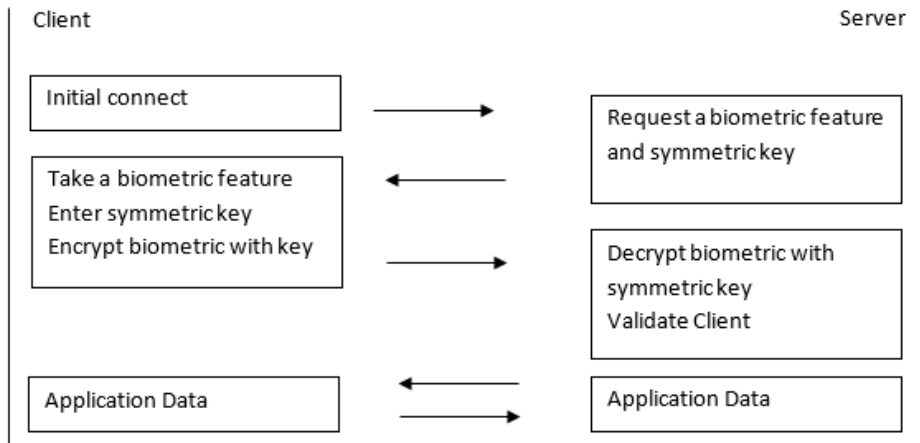 Client
Server
Initial connect
Request a biometric feature
and symmetric key
Take a biometric feature
Enter symmetric key
Encrypt biometric with key
Decrypt biometric with
symmetric key
Validate Client
Application Data
Application Data